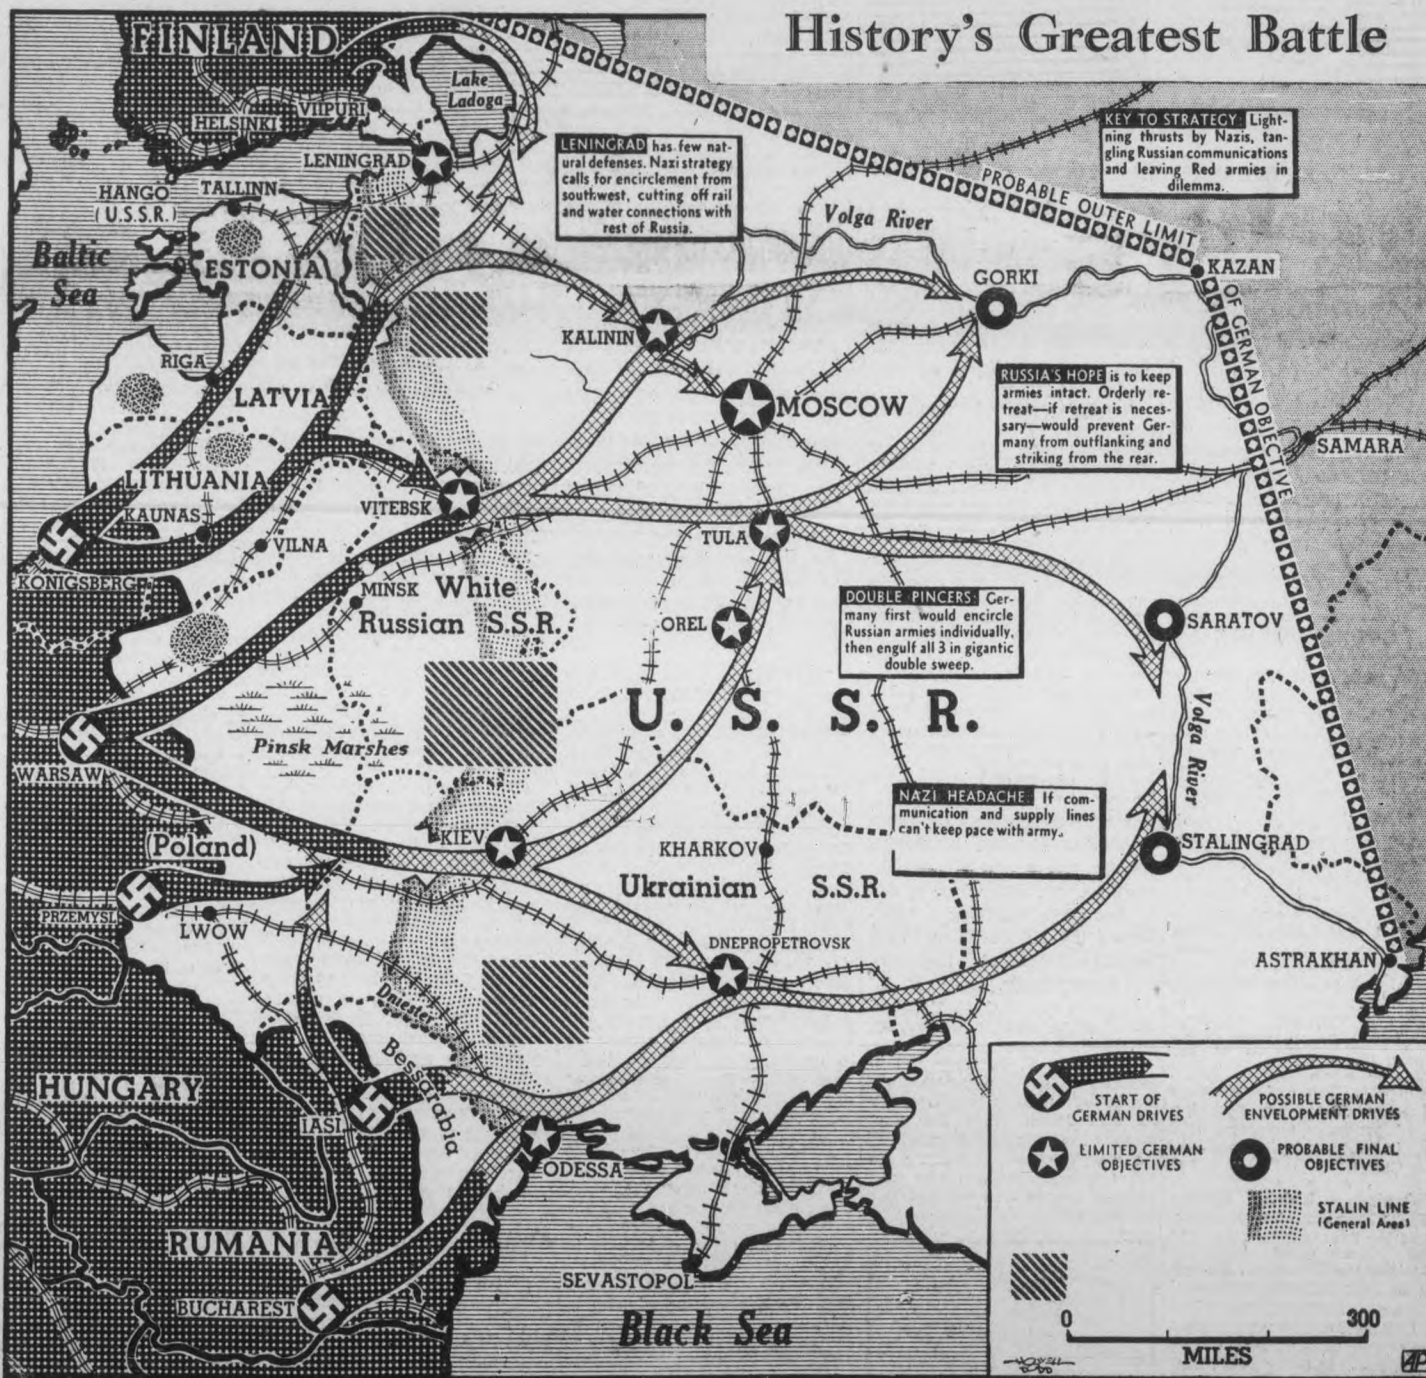 History's Greatest Battle
FINLAND
Lake
Ladoga
VIIPURI
HELSINKI
LENINGRAD
HANGO
(U.S.S.R.)
TALLINN
Baltic
Sea
ESTONIA
LENINGRAD has few nat-
ural defenses. Nazi strategy
calls for encirclement from
southwest, cutting off rail
and water connections with
rest of Russia.
KEY TO STRATEGY: Light-
ning thrusts by Nazis, tan-
gling Russian communications
and leaving Red armies in
dilemma.
PROBABLE OUTER LIMIT
OF GERMAN OBJECTIVE
Volga River
KAZAN
GORKI
KALININ
RIGA
LATVIA
MOSCOW
RUSSIA'S HOPE is to keep
armies intact. Orderly re-
treat—if retreat is neces-
sary—would prevent Ger-
many from outflanking and
striking from the rear.
SAMARA
LITHUANIA
KAUNAS
VITEBSK
VILNA
TULA
KONIGSBERG
MINSK
White
Russian S.S.R.
OREL
DOUBLE PINCERS: Ger-
many first would encircle
Russian armies individually,
then engulf all 3 in gigantic
double sweep.
SARATOV
U. S. S. R.
Pinsk Marshes
WARSAW
Volga River
NAZI HEADACHE: If com-
munication and supply lines
can't keep pace with army.
(Poland)
KIEV
KHARKOV
STALINGRAD
Ukrainian S.S.R.
PRZEMYSL
LWOW
DNEPROPETROVSK
ASTRAKHAN
Dniester
Bessarabia
HUNGARY
IASI
ODESSA
RUMANIA
BUCHAREST
SEVASTOPOL
Black Sea
START OF
GERMAN DRIVES
POSSIBLE GERMAN
ENVELOPMENT DRIVES
LIMITED GERMAN
OBJECTIVES
PROBABLE FINAL
OBJECTIVES
STALIN LINE
(General Area)
0 300
MILES
AP